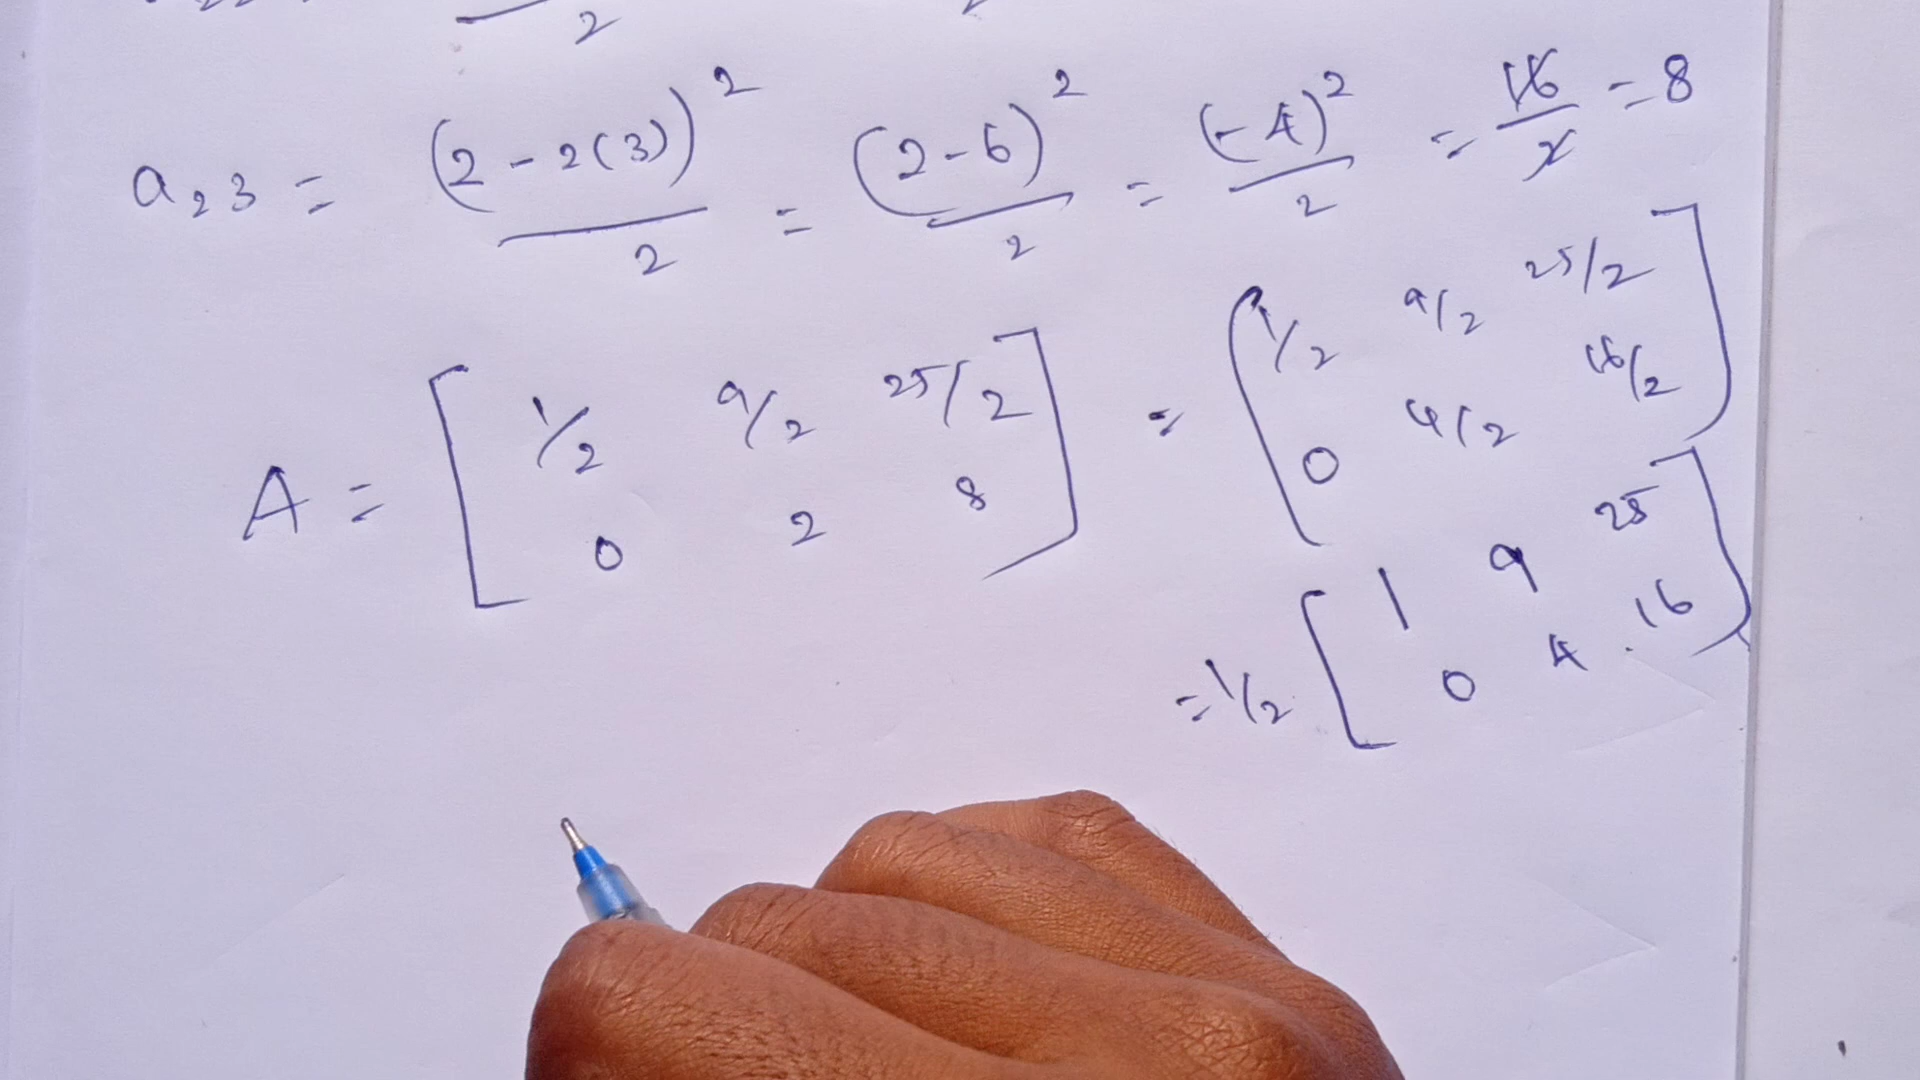 2
a₂₃ = (2-2(3))²/2 = (2-6)²/2 = (-4)²/2 = 16/2 = 8
A = [1/2 9/2 25/2
0 2 8]
= [1/2 9/2 25/2
0 4/2 16/2]
= 1/2 [1 9 25
0 4 16]